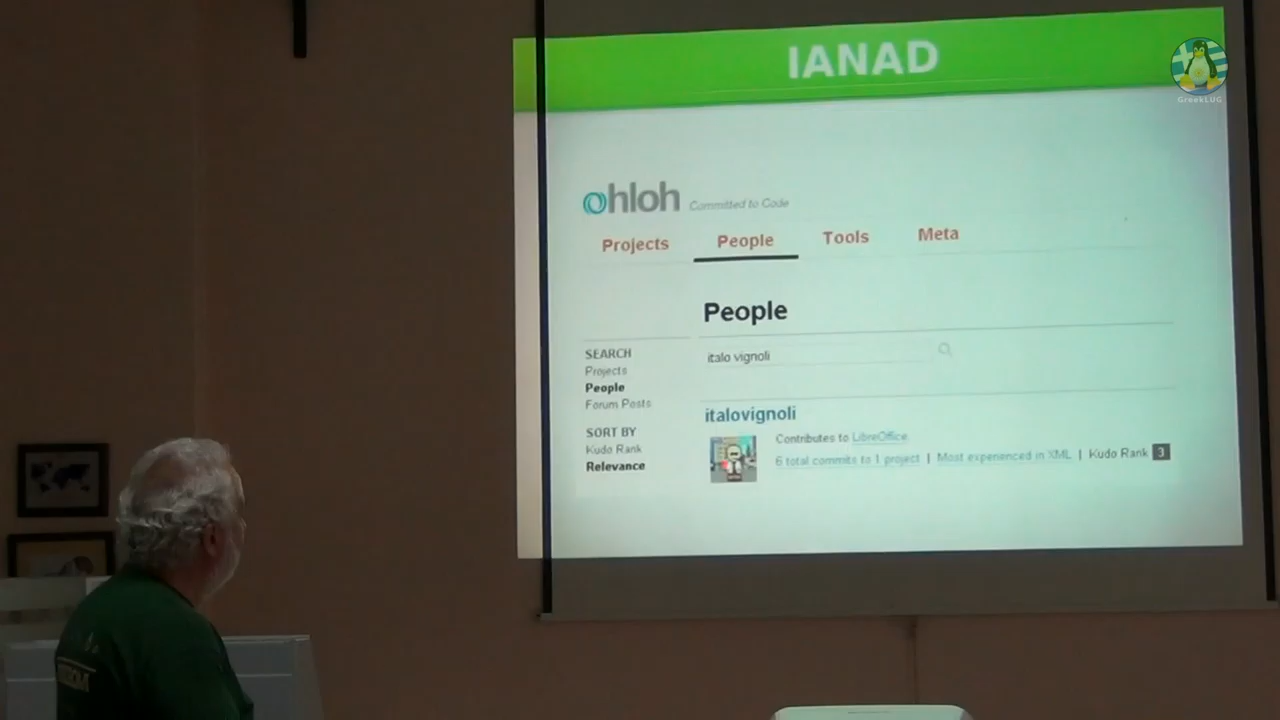 IANAD
GreekLUG
ohloh Committed to Code
Projects People Tools Meta
People
SEARCH
Projects
People
Forum Posts
SORT BY
Kudo Rank
Relevance
italo vignoli
italovignoli
Contributes to LibreOffice
6 total commits to 1 project | Most experienced in XML | Kudo Rank 3